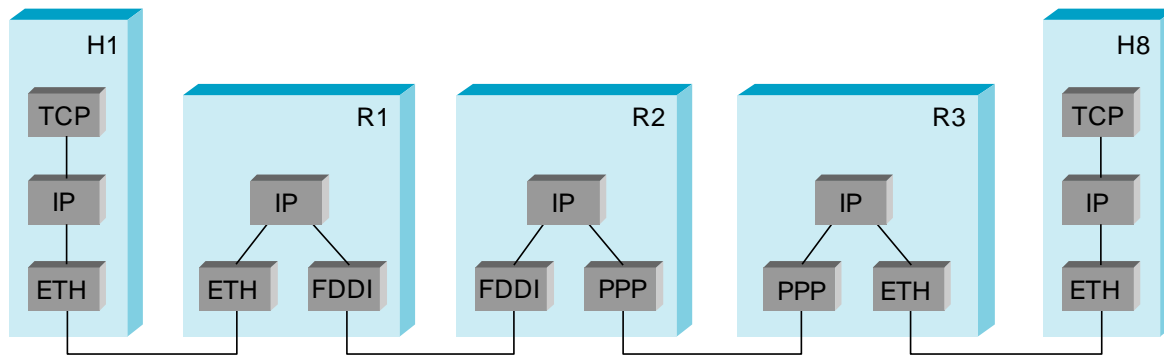 H1
TCP
IP
ETH
R1
IP
ETH FDDI
R2
IP
FDDI PPP
R3
IP
PPP ETH
H8
TCP
IP
ETH